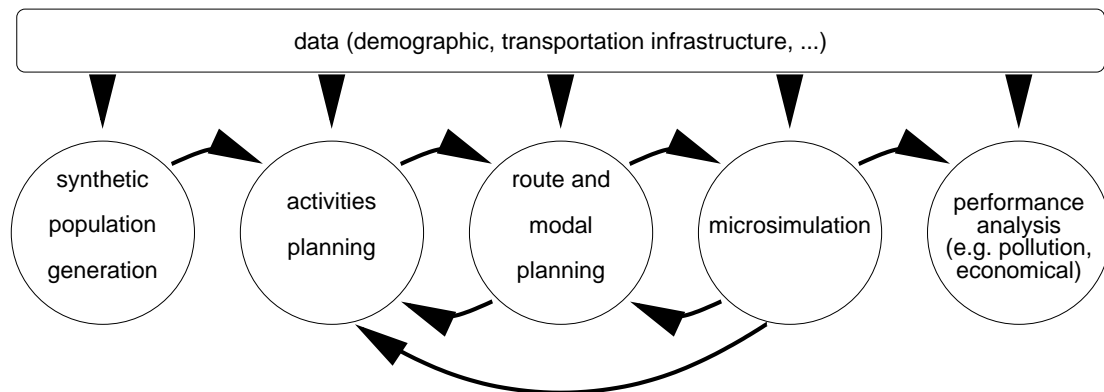 data (demographic, transportation infrastructure, ...)
synthetic
population
generation
activities
planning
route and
modal
planning
microsimulation
performance
analysis
(e.g. pollution,
economical)